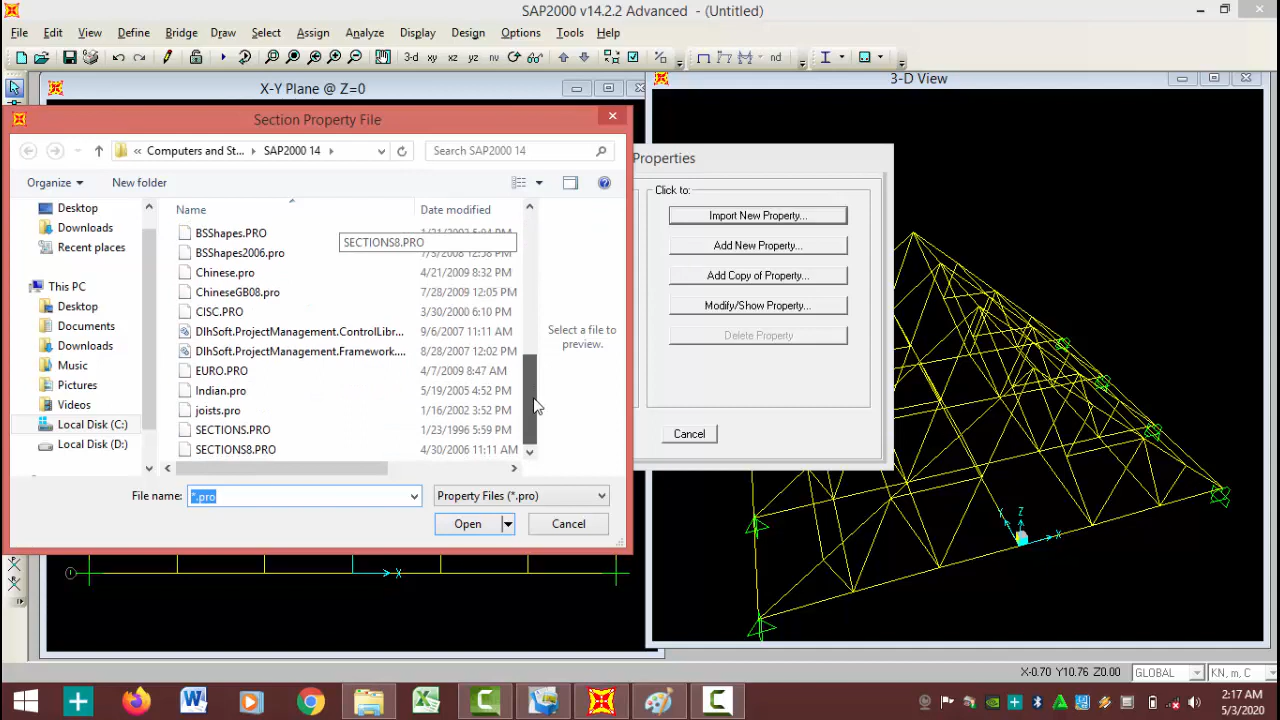 SAP2000 v14.2.2 Advanced - (Untitled)
File Edit View Define Bridge Draw Select Assign Analyze Display Design Options Tools Help
3-d xy xz yz nv nd
X-Y Plane @ Z=0
3-D View
Section Property File
« Computers and St... SAP2000 14
Search SAP2000 14
Organize New folder
Name Date modified
Desktop
Downloads
Recent places
This PC
Desktop
Documents
Downloads
Music
Pictures
Videos
Local Disk (C:)
Local Disk (D:)
BSShapes.PRO
SECTIONS8.PRO
BSShapes2006.pro
Chinese.pro 4/21/2009 8:32 PM
ChineseGB08.pro 7/28/2009 12:05 PM
CISC.PRO 3/30/2000 6:10 PM
DlhSoft.ProjectManagement.ControlLibr... 9/6/2007 11:11 AM
DlhSoft.ProjectManagement.Framework.... 8/28/2007 12:02 PM
EURO.PRO 4/7/2009 8:47 AM
Indian.pro 5/19/2005 4:52 PM
joists.pro 1/16/2002 3:52 PM
SECTIONS.PRO 1/23/1996 5:59 PM
SECTIONS8.PRO 4/30/2006 11:11 AM
Select a file to
preview.
File name: *.pro
Property Files (*.pro)
Open
Cancel
Properties
Click to:
Import New Property...
Add New Property...
Add Copy of Property...
Modify/Show Property...
Delete Property
Cancel
Y Z X
1 X
X-0.70 Y10.76 Z0.00
GLOBAL
KN, m, C
2:17 AM
5/3/2020